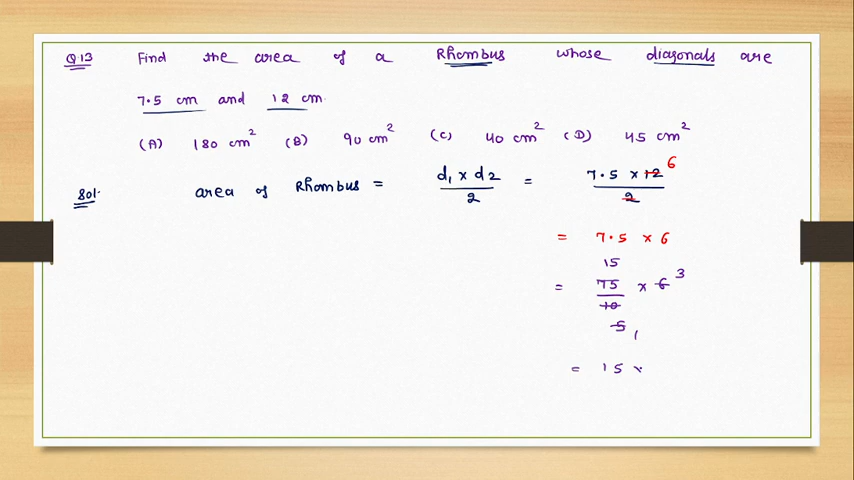 Q.13 Find the area of a Rhombus whose diagonals are
7.5 cm and 12 cm.
(A) 180 cm² (B) 90 cm² (C) 40 cm² (D) 45 cm²
Sol. area of Rhombus = d₁ x d₂ / 2 = 7.5 x 12 6 / 2
= 7.5 x 6
15
= 75 / 10 x 6 3
5 1
= 15 x